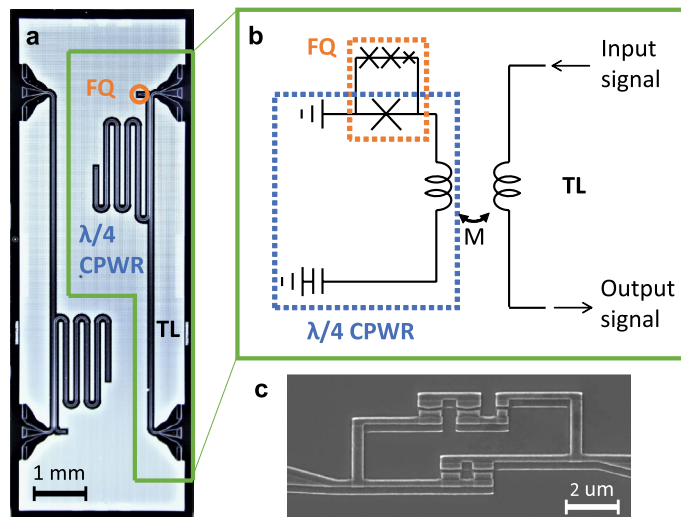 a
FQ
λ/4
CPWR
TL
1 mm
b
FQ
Input
signal
TL
M
Output
signal
λ/4 CPWR
c
2 um